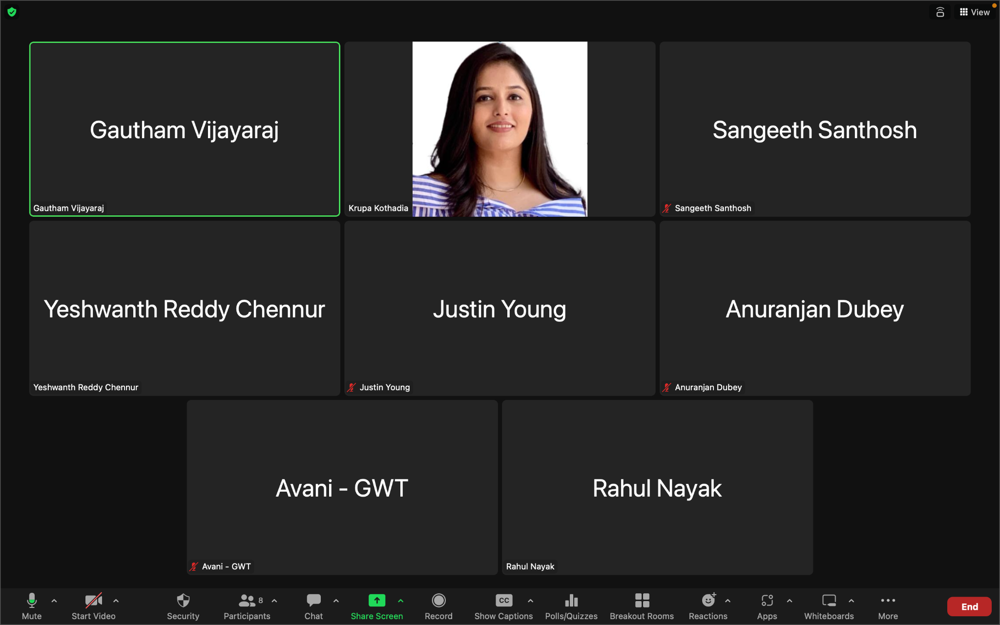 View
Gautham Vijayaraj
Gautham Vijayaraj
Krupa Kothadia
Sangeeth Santhosh
Sangeeth Santhosh
Yeshwanth Reddy Chennur
Yeshwanth Reddy Chennur
Justin Young
Justin Young
Anuranjan Dubey
Anuranjan Dubey
Avani - GWT
Avani - GWT
Rahul Nayak
Rahul Nayak
Mute
Start Video
Security
8
Participants
Chat
Share Screen
Record
CC
Show Captions
Polls/Quizzes
Breakout Rooms
Reactions
Apps
Whiteboards
More
End